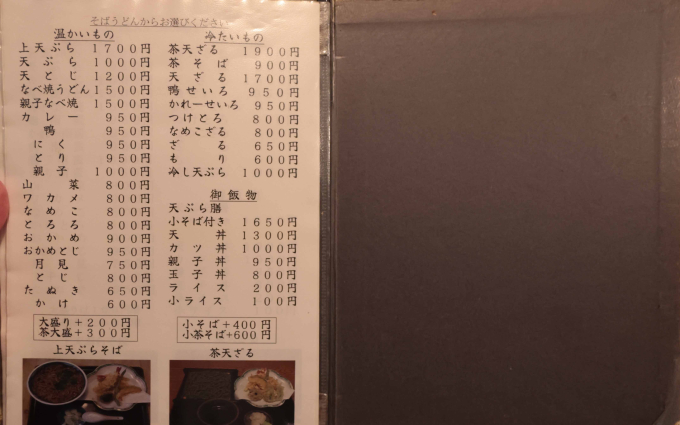 そばうどんからお選びください
温かいもの
上天ぷら 1700円
天ぷら 1000円
天とじ 1200円
なべ焼うどん 1500円
親子なべ焼 1500円
カレー 950円
鴨 950円
にく 950円
とり 950円
親子 1000円
山菜 800円
ワカメ 800円
なめこ 800円
とろろ 800円
おかめ 900円
おかめとじ 950円
月見 750円
とじ 800円
たぬき 650円
かけ 600円
大盛り+200円
茶大盛+300円
上天ぷらそば
冷たいもの
茶天ざる 1900円
茶そば 900円
天ざる 1700円
鴨せいろ 950円
かれーせいろ 950円
つけとろ 800円
なめこざる 800円
ざる 650円
もり 600円
冷し天ぷら 1000円
御飯物
天ぷら膳
小そば付き 1650円
天丼 1300円
カツ丼 1000円
親子丼 950円
玉子丼 800円
ライス 200円
小ライス 100円
小そば+400円
小茶そば+600円
茶天ざる